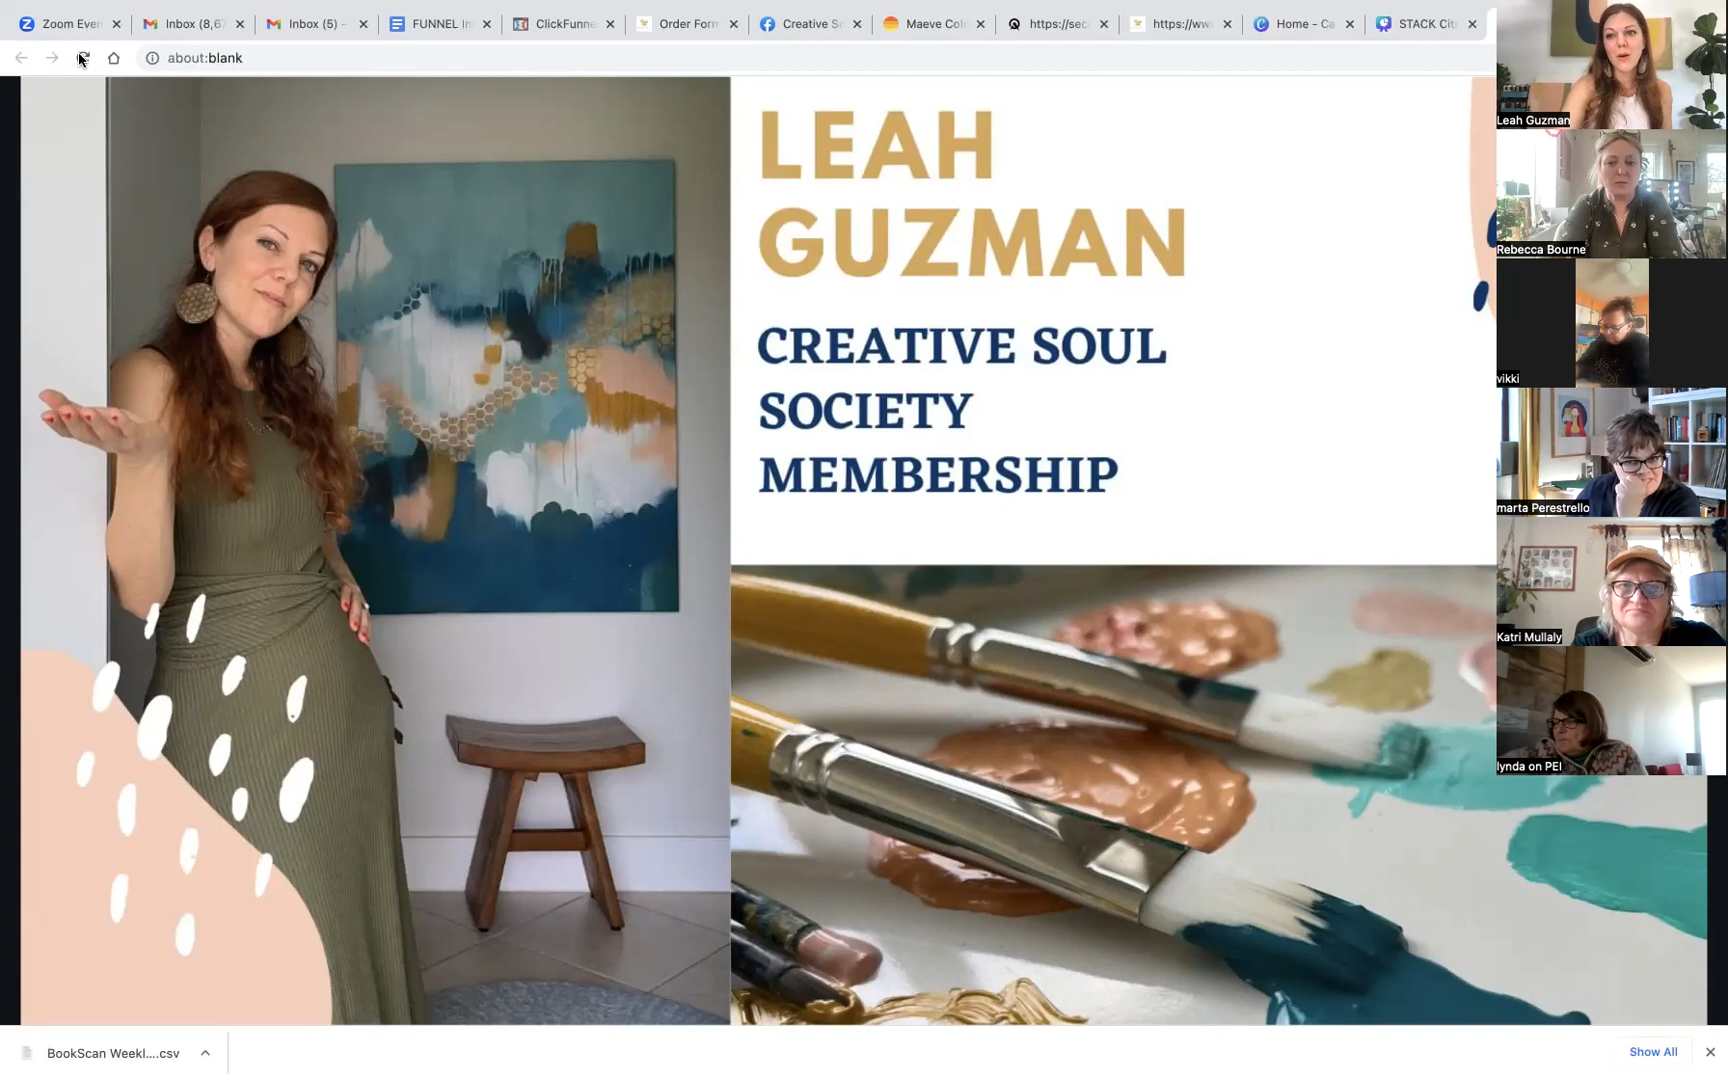 Zoom Even
Inbox (8,67
Inbox (5) -
FUNNEL In
ClickFunne
Order Form
Creative So
Maeve Col
https://sec
https://ww
Home - Ca
STACK Cit
about:blank
LEAH
GUZMAN
CREATIVE SOUL
SOCIETY
MEMBERSHIP
Leah Guzman
Rebecca Bourne
vikki
marta Perestrello
Katri Mullaly
lynda on PEI
BookScan Weekl....csv
Show All